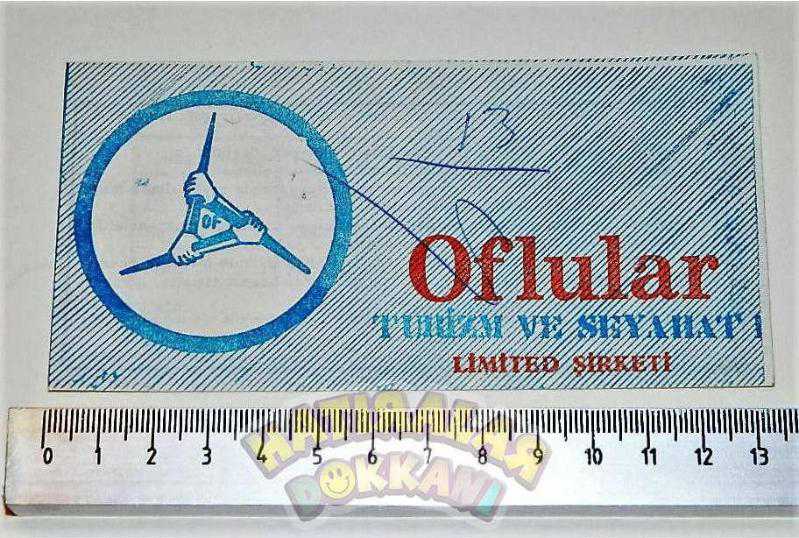 13
OF
Oflular
TURİZM VE SEYAHAT
LİMİTED ŞİRKETİ
0 1 2 3 4 5 6 7 8 9 10 11 12 13
HATIRALAR
DÖKKANI